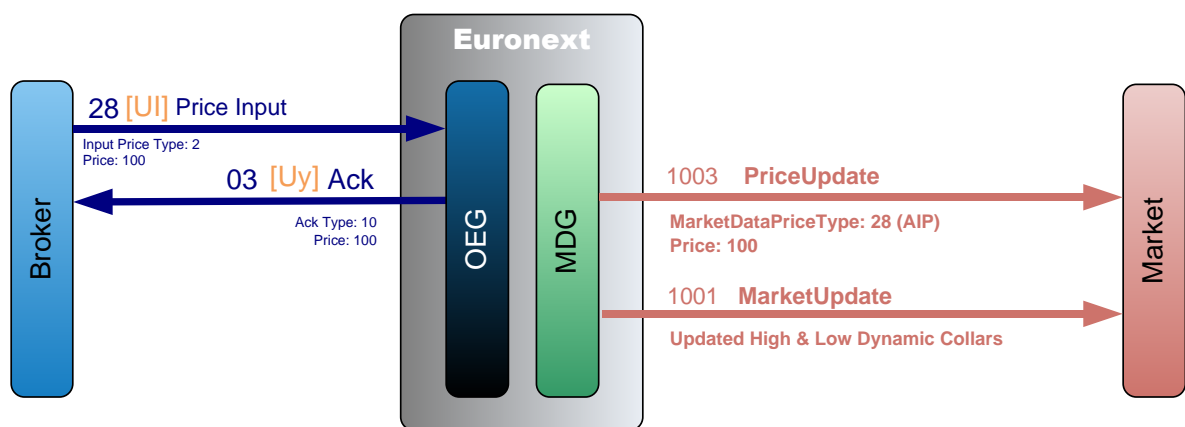 Euronext
28 [UI] Price Input
Input Price Type: 2
Price: 100
03 [Uy] Ack
Ack Type: 10
Price: 100
Broker
OEG
MDG
1003 PriceUpdate
MarketDataPriceType: 28 (AIP)
Price: 100
1001 MarketUpdate
Updated High & Low Dynamic Collars
Market